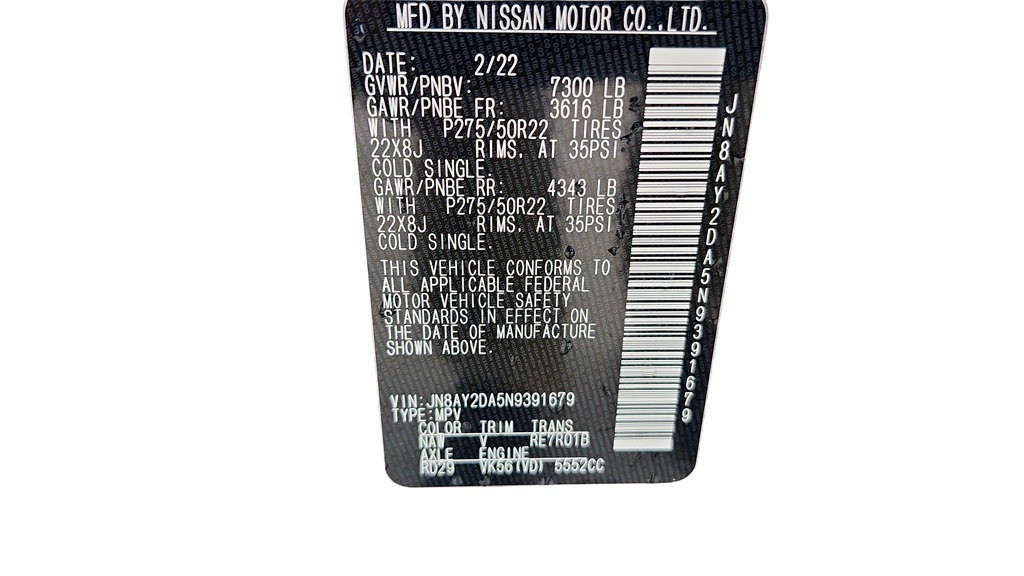 MFD BY NISSAN MOTOR CO.,LTD.
DATE: 2/22
GVWR/PNBV: 7300 LB
GAWR/PNBE FR: 3616 LB
WITH P275/50R22 TIRES
22X8J RIMS, AT 35PSI
COLD SINGLE.
GAWR/PNBE RR: 4343 LB
WITH P275/50R22 TIRES
22X8J RIMS, AT 35PSI
COLD SINGLE.
THIS VEHICLE CONFORMS TO
ALL APPLICABLE FEDERAL
MOTOR VEHICLE SAFETY
STANDARDS IN EFFECT ON
THE DATE OF MANUFACTURE
SHOWN ABOVE.
VIN:JN8AY2DA5N9391679
TYPE:MPV
COLOR TRIM TRANS
NAW V RE7R01B
AXLE ENGINE
RD29 VK56(VD) 5552CC
JN8AY2DA5N9391679